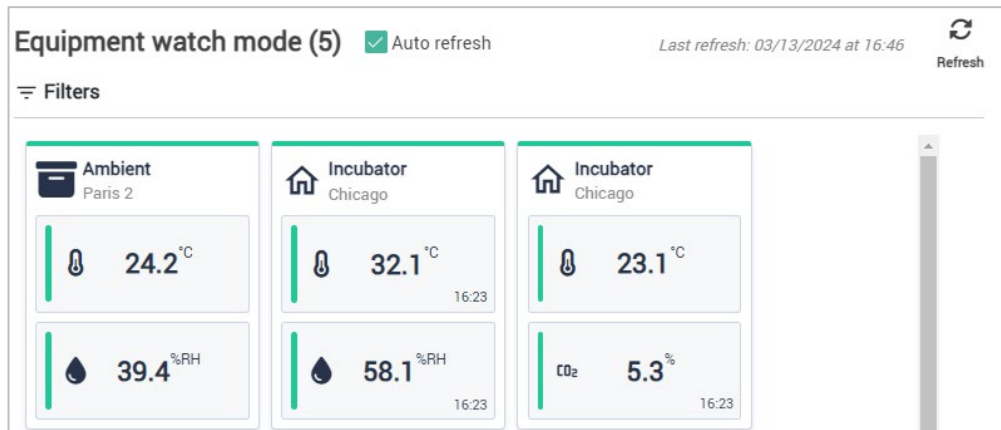 Equipment watch mode (5) Auto refresh Last refresh: 03/13/2024 at 16:46
Refresh
Filters
Ambient
Paris 2
24.2 °C
39.4 %RH
Incubator
Chicago
32.1 °C
16:23
58.1 %RH
16:23
Incubator
Chicago
23.1 °C
CO₂ 5.3 %
16:23